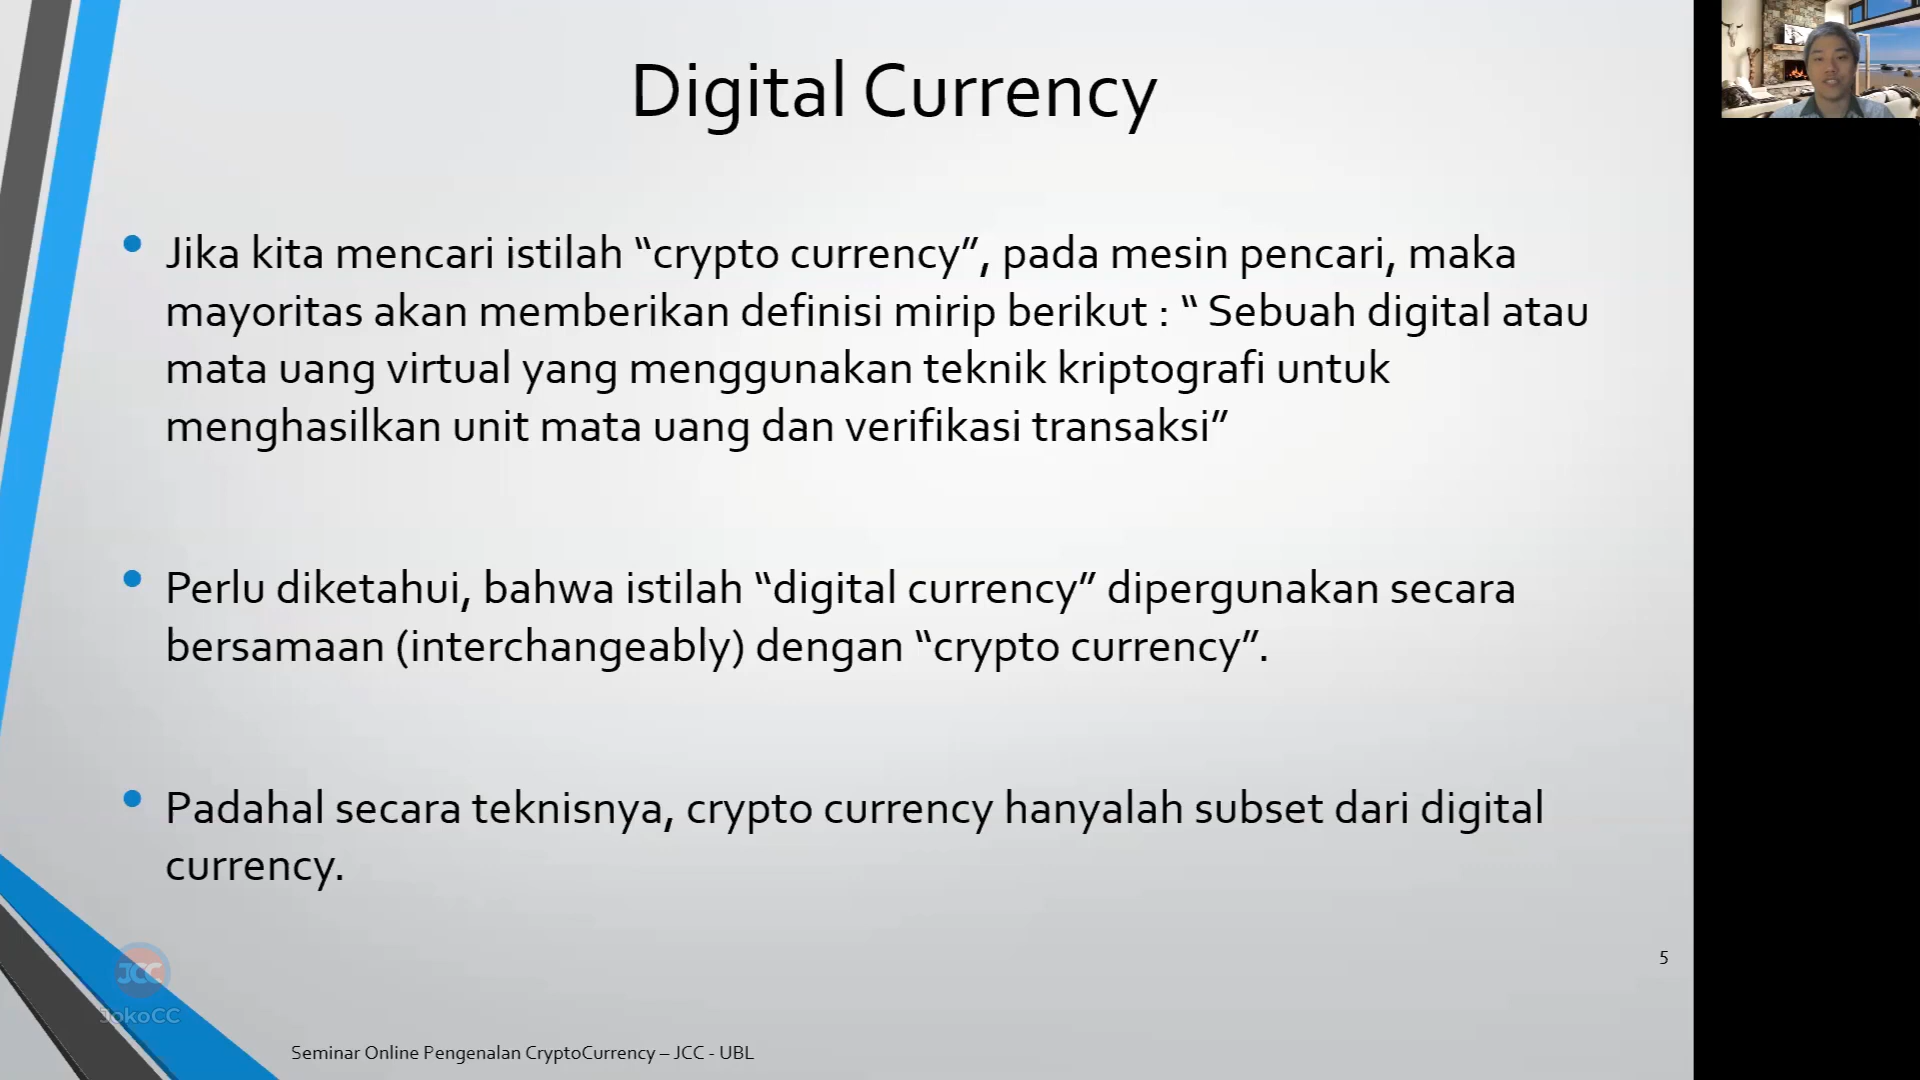 Digital Currency
Jika kita mencari istilah “crypto currency”, pada mesin pencari, maka
mayoritas akan memberikan definisi mirip berikut : “ Sebuah digital atau
mata uang virtual yang menggunakan teknik kriptografi untuk
menghasilkan unit mata uang dan verifikasi transaksi”
Perlu diketahui, bahwa istilah “digital currency” dipergunakan secara
bersamaan (interchangeably) dengan “crypto currency”.
Padahal secara teknisnya, crypto currency hanyalah subset dari digital
currency.
5
JCC
JokoCC
Seminar Online Pengenalan CryptoCurrency – JCC - UBL